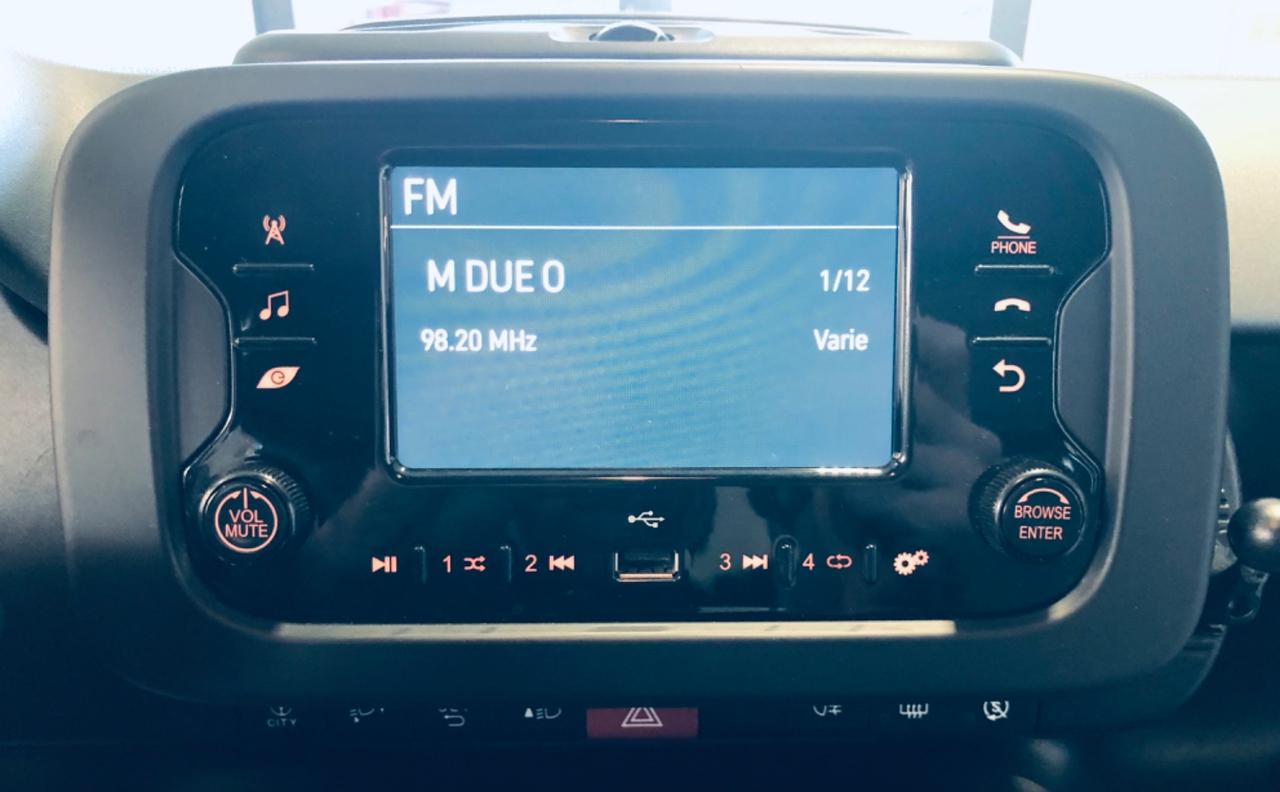 FM
M DUE O
1/12
98.20 MHz
Varie
PHONE
VOL
MUTE
BROWSE
ENTER
1
2
3
4
CITY